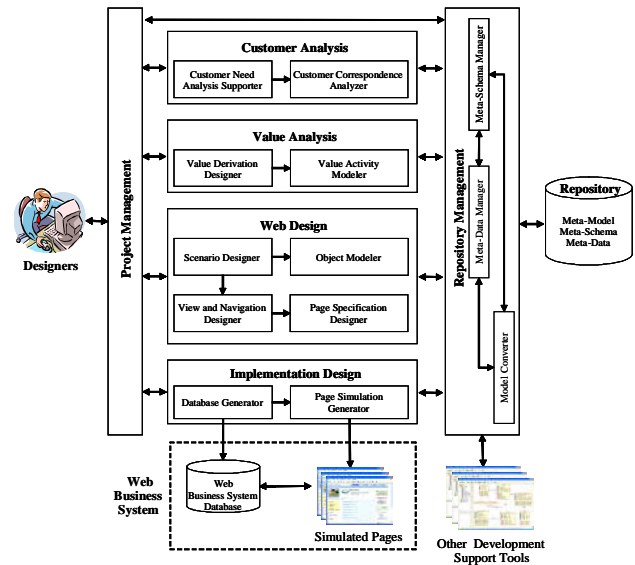 Customer Analysis
Customer Need
Analysis Supporter
Customer Correspondence
Analyzer
Value Analysis
Value Derivation
Designer
Value Activity
Modeler
Web Design
Scenario Designer
Object Modeler
View and Navigation
Designer
Page Specification
Designer
Implementation Design
Database Generator
Page Simulation
Generator
Designers
Project Management
Repository Management
Meta-Schema Manager
Meta-Data Manager
Model Converter
Repository
Meta-Model
Meta-Schema
Meta-Data
Web
Business
System
Web
Business System
Database
Simulated Pages
Other Development
Support Tools